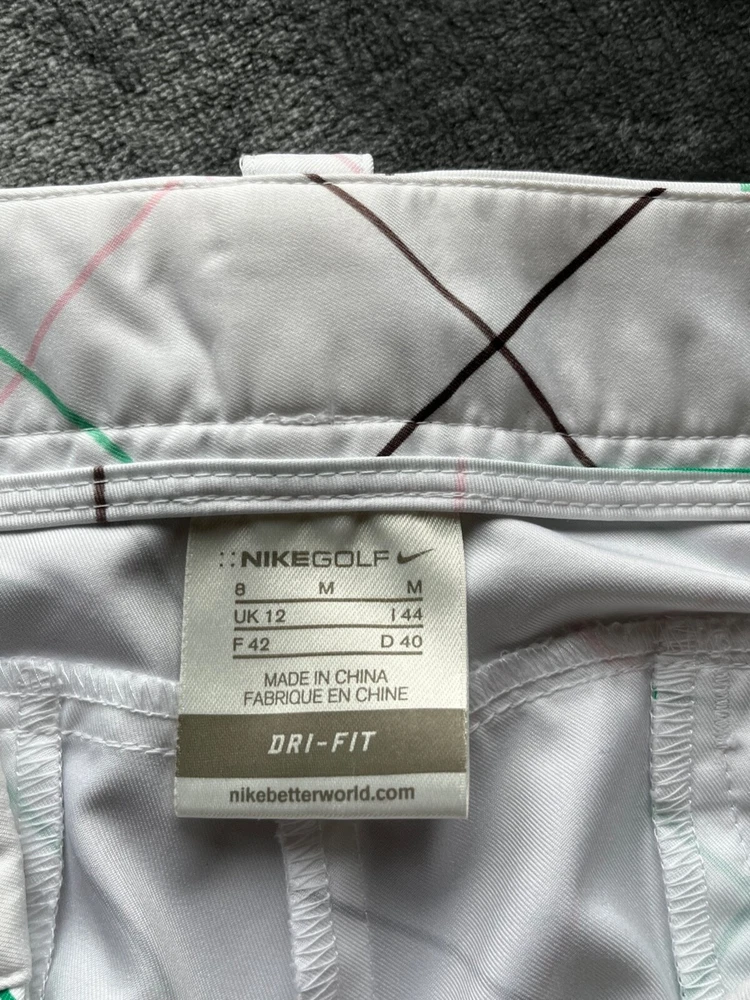 ::NIKEGOLF
8 M M
UK 12 I 44
F 42 D 40
MADE IN CHINA
FABRIQUE EN CHINE
DRI-FIT
nikebetterworld.com